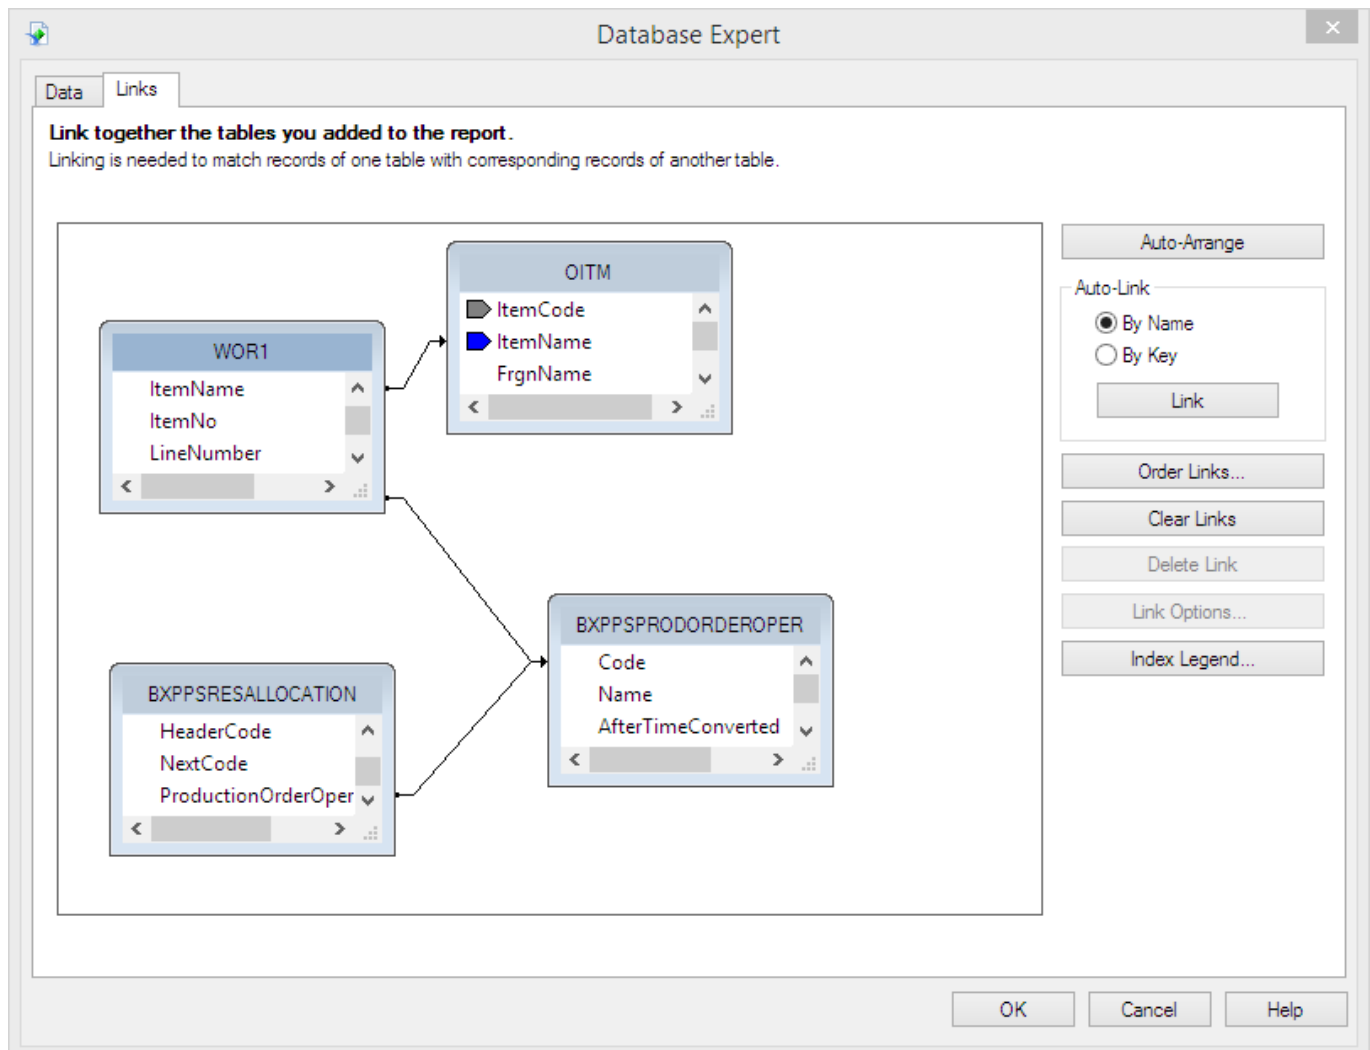 Database Expert
Data
Links
Link together the tables you added to the report.
Linking is needed to match records of one table with corresponding records of another table.
OITM
ItemCode
ItemName
FrgnName
WOR1
ItemName
ItemNo
LineNumber
BXPPSPRODORDEROPER
Code
Name
AfterTimeConverted
BXPPSRESALLOCATION
HeaderCode
NextCode
ProductionOrderOper
Auto-Arrange
Auto-Link
By Name
By Key
Link
Order Links...
Clear Links
Delete Link
Link Options...
Index Legend...
OK
Cancel
Help